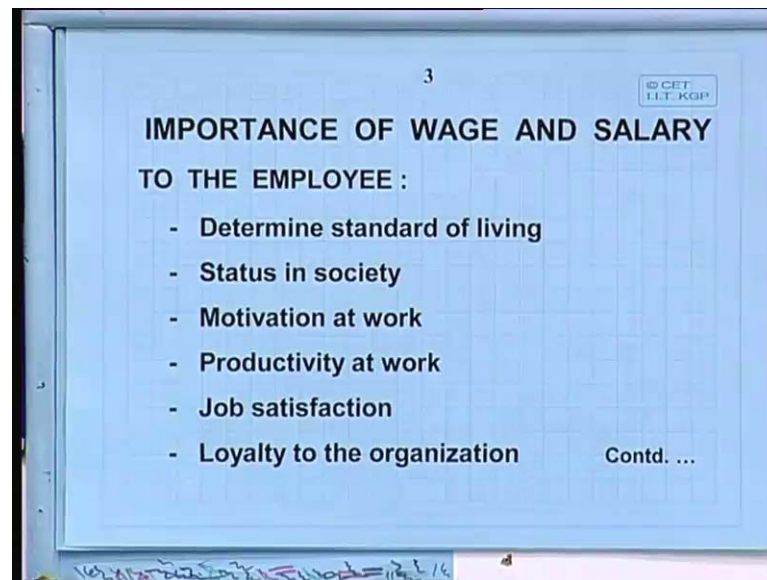 3
© CET
I.I.T. KGP
IMPORTANCE OF WAGE AND SALARY
TO THE EMPLOYEE :
- Determine standard of living
- Status in society
- Motivation at work
- Productivity at work
- Job satisfaction
- Loyalty to the organization Contd. ...